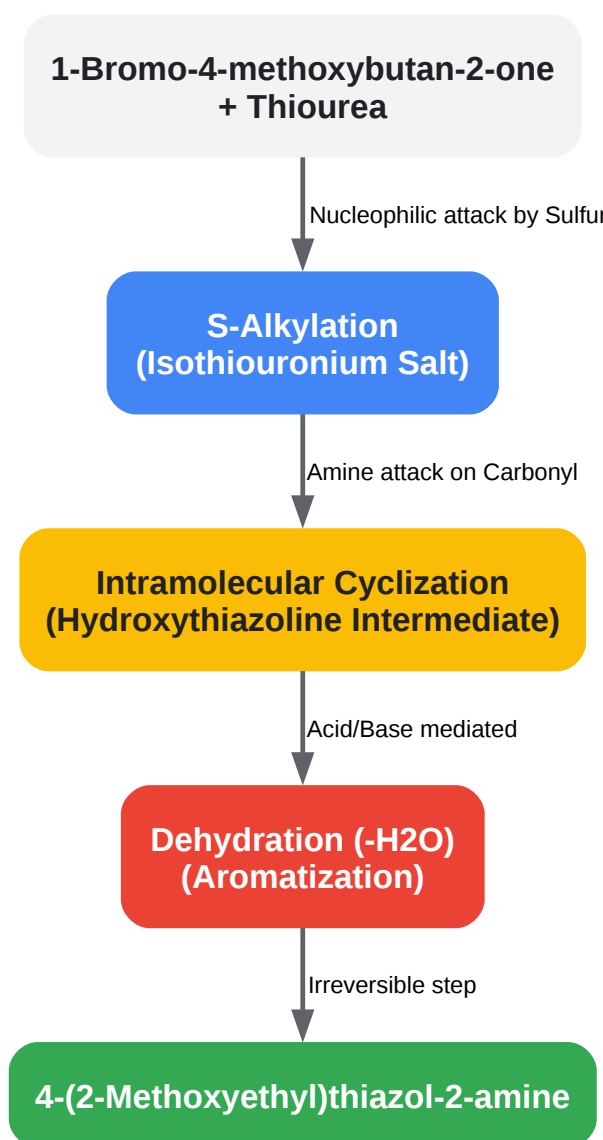 1-Bromo-4-methoxybutan-2-one
+ Thiourea
Nucleophilic attack by Sulfur
S-Alkylation
(Isothiouronium Salt)
Amine attack on Carbonyl
Intramolecular Cyclization
(Hydroxythiazoline Intermediate)
Acid/Base mediated
Dehydration (-H2O)
(Aromatization)
Irreversible step
4-(2-Methoxyethyl)thiazol-2-amine